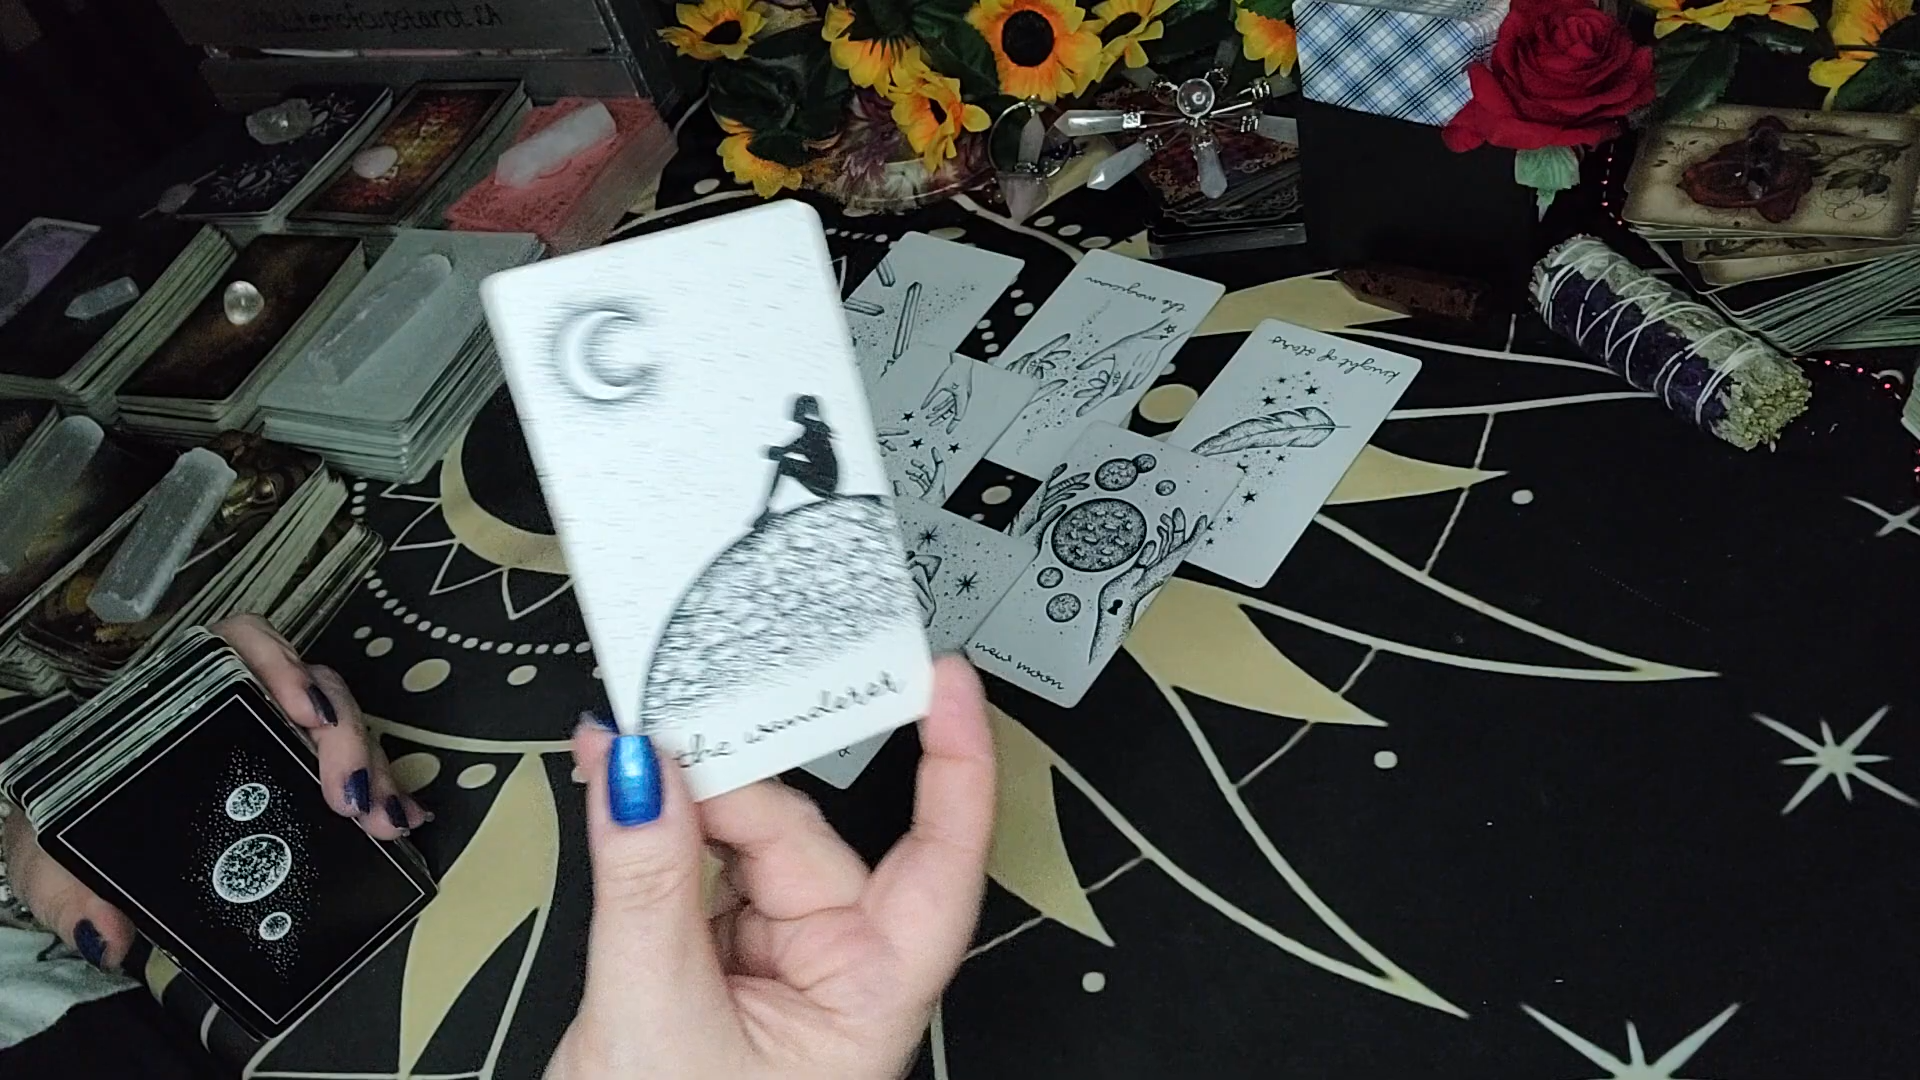 the magician
knight of stars
new moon
the wanderer